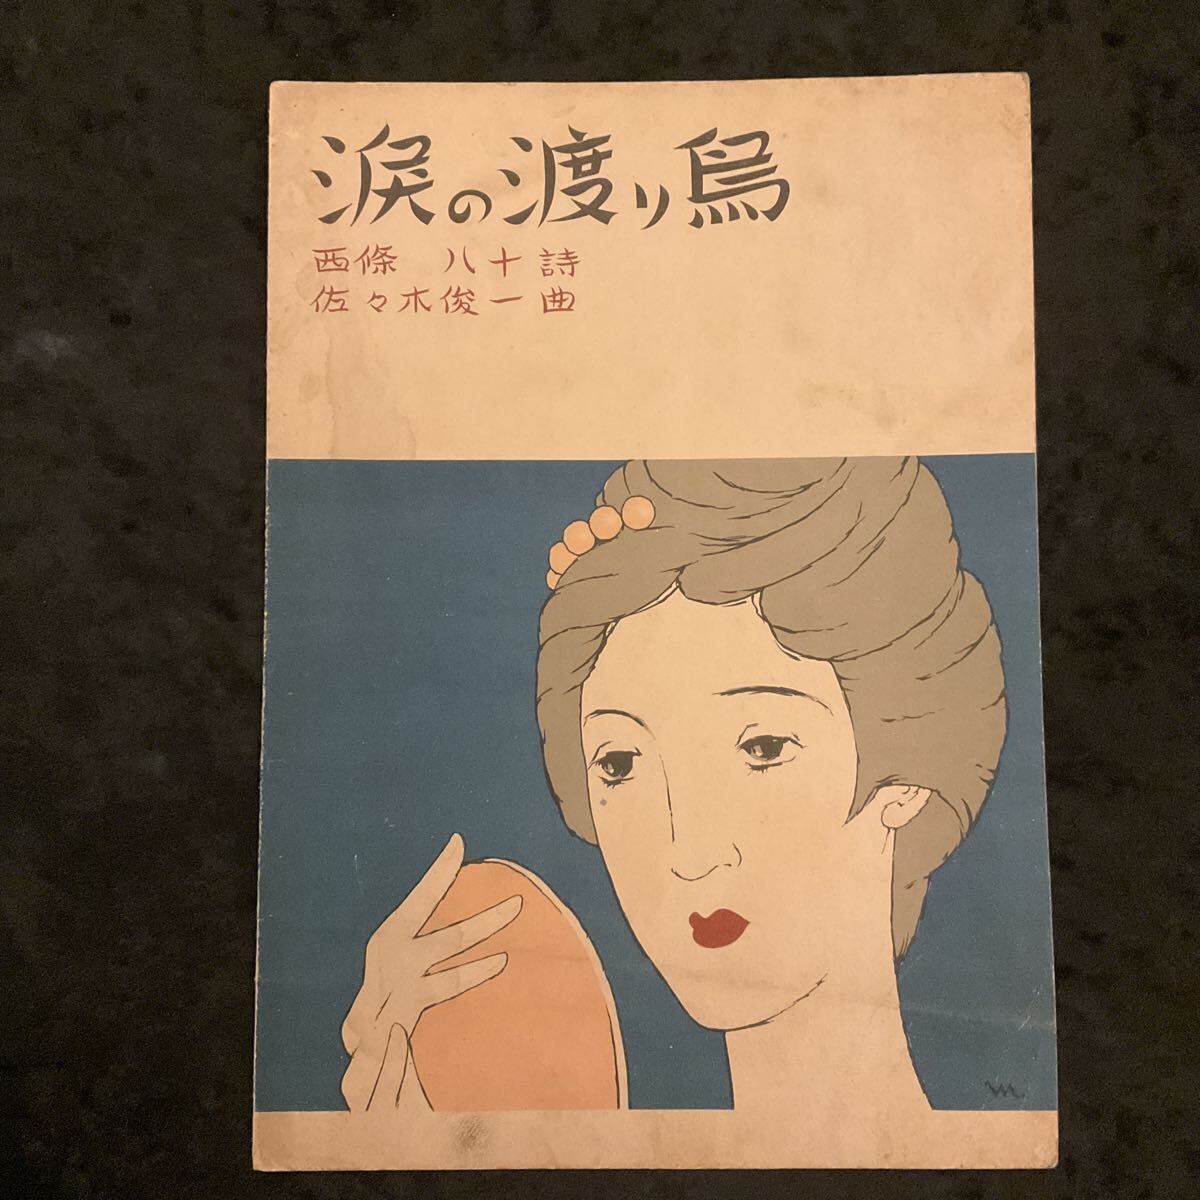 涙の渡り鳥
西條 八十詩
佐々木俊一曲